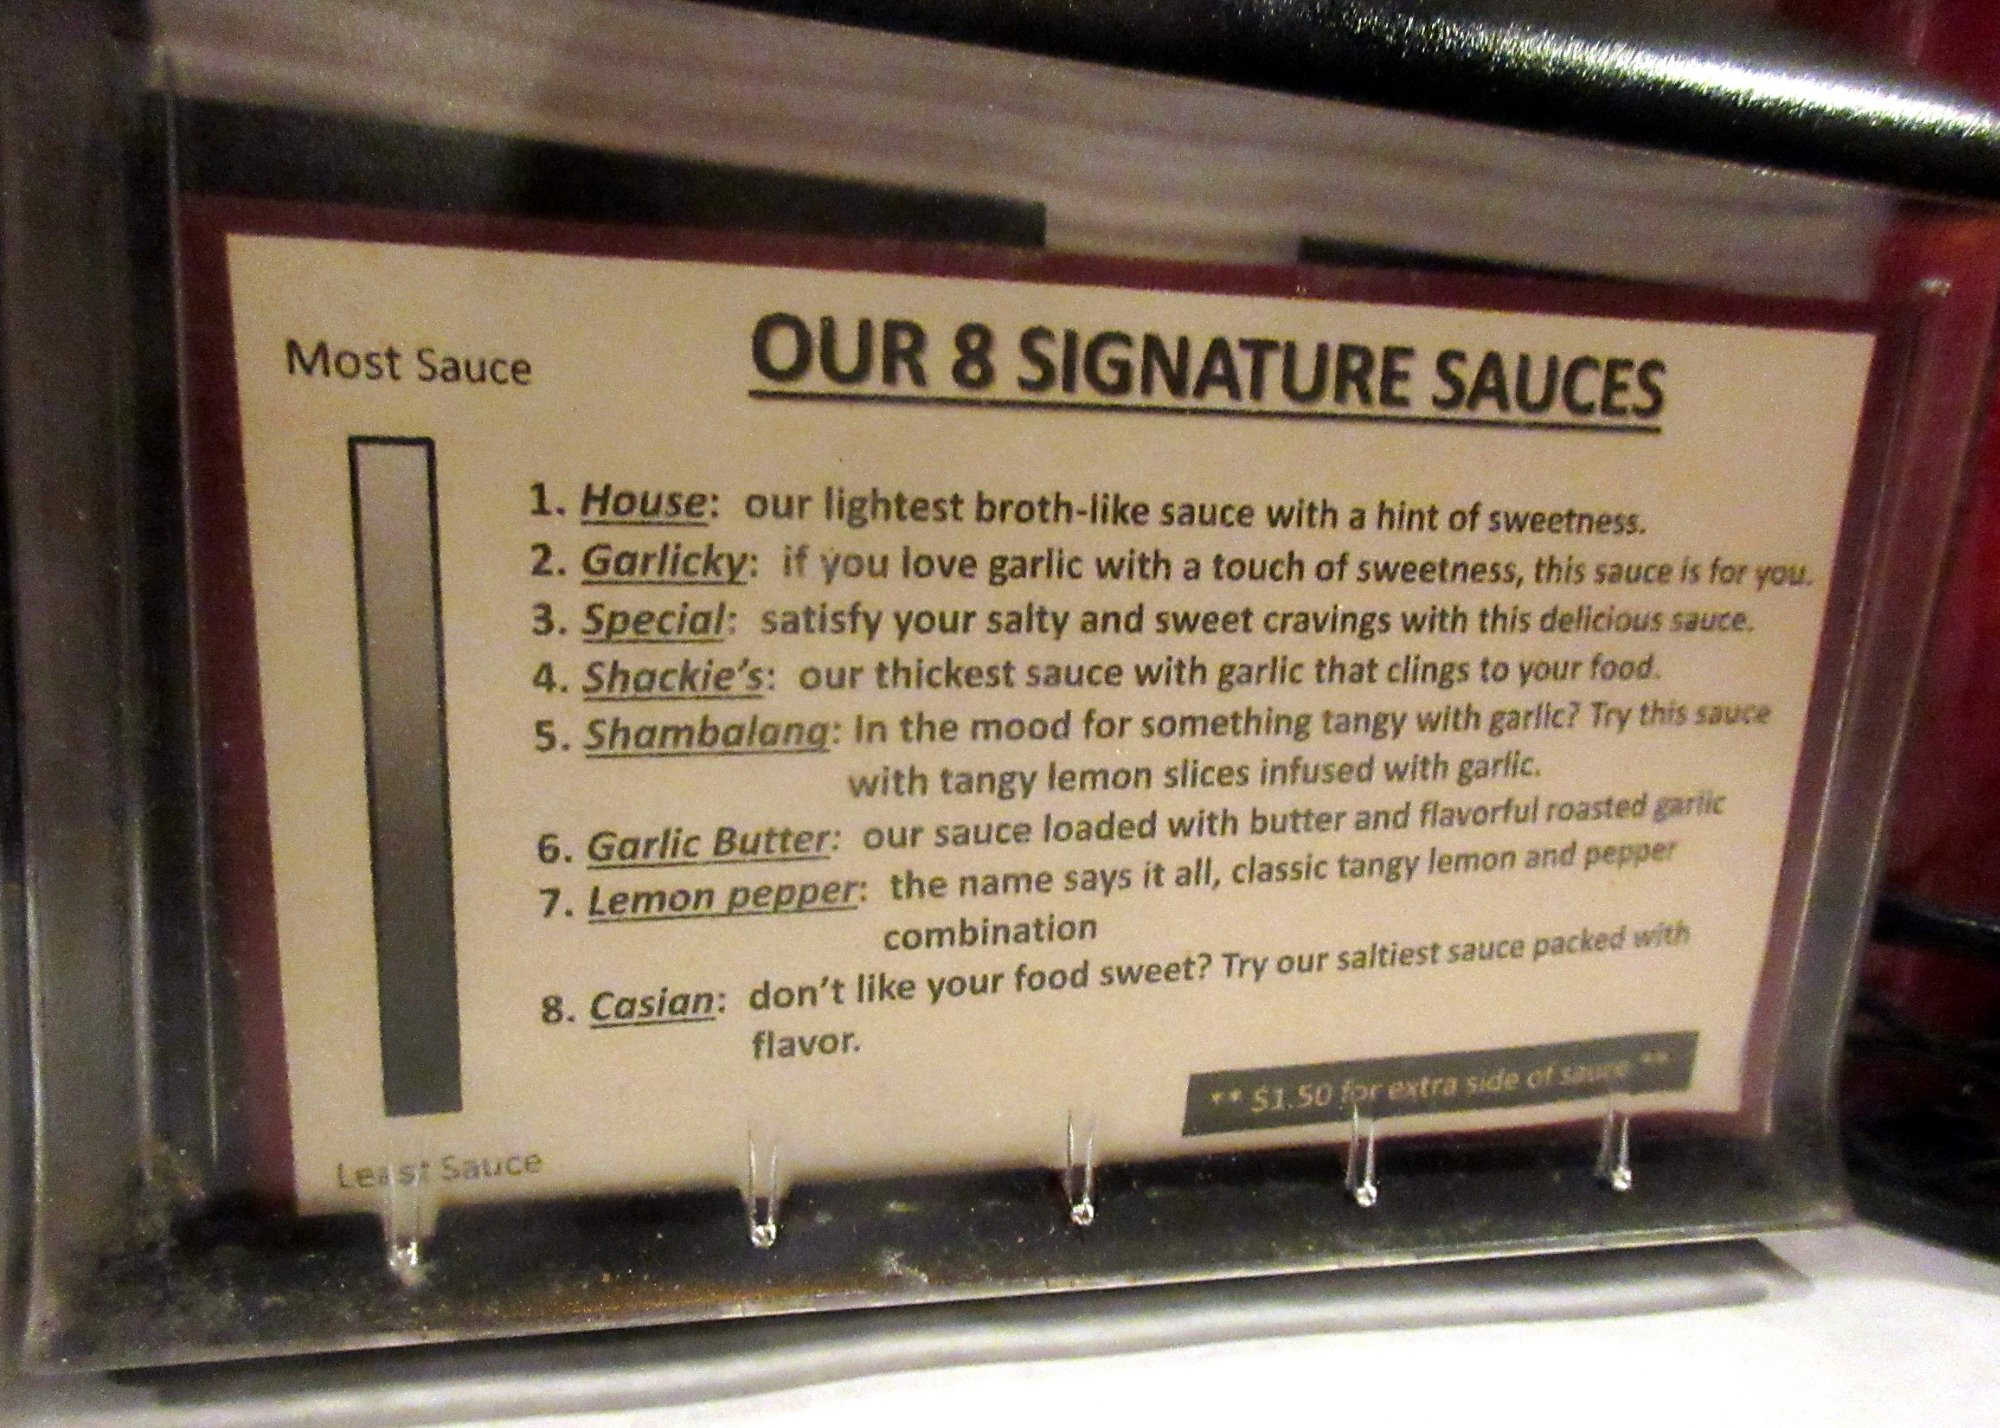 Most Sauce
OUR 8 SIGNATURE SAUCES
1. House: our lightest broth-like sauce with a hint of sweetness.
2. Garlicky: if you love garlic with a touch of sweetness, this sauce is for you.
3. Special: satisfy your salty and sweet cravings with this delicious sauce.
4. Shackie's: our thickest sauce with garlic that clings to your food.
5. Shambalang: In the mood for something tangy with garlic? Try this sauce
with tangy lemon slices infused with garlic.
6. Garlic Butter: our sauce loaded with butter and flavorful roasted garlic
7. Lemon pepper: the name says it all, classic tangy lemon and pepper
combination
8. Casian: don't like your food sweet? Try our saltiest sauce packed with
flavor.
** $1.50 for extra side of sauce **
Least Sauce